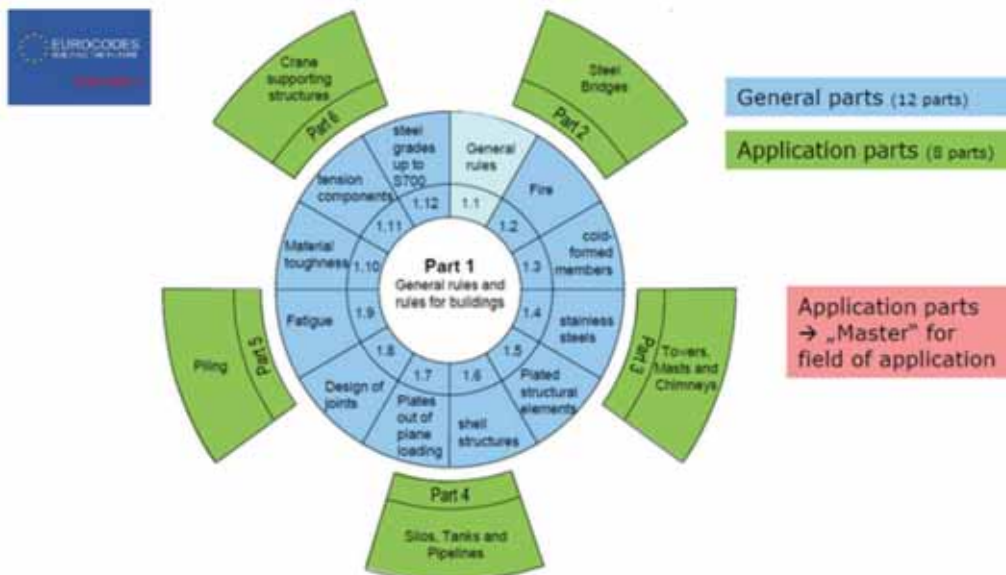 EUROCODES
BUILDING THE FUTURE
Crane
supporting
structures
Part 6
Steel
Bridges
Part 2
General parts (12 parts)
Application parts (8 parts)
steel
grades
up to
S700
1.12
General
rules
1.1
Fire
1.2
cold-
formed
members
1.3
stainless
steels
1.4
Plated
structural
elements
1.5
shell
structures
1.6
Plates
out of
plane
loading
1.7
Design of
joints
1.8
Fatigue
1.9
Material
toughness
1.10
tension
components
1.11
Part 1
General rules and
rules for buildings
Application parts
→ „Master“ for
field of application
Piling
Part 5
Part 3
Towers,
Masts and
Chimneys
Part 4
Silos, Tanks and
Pipelines